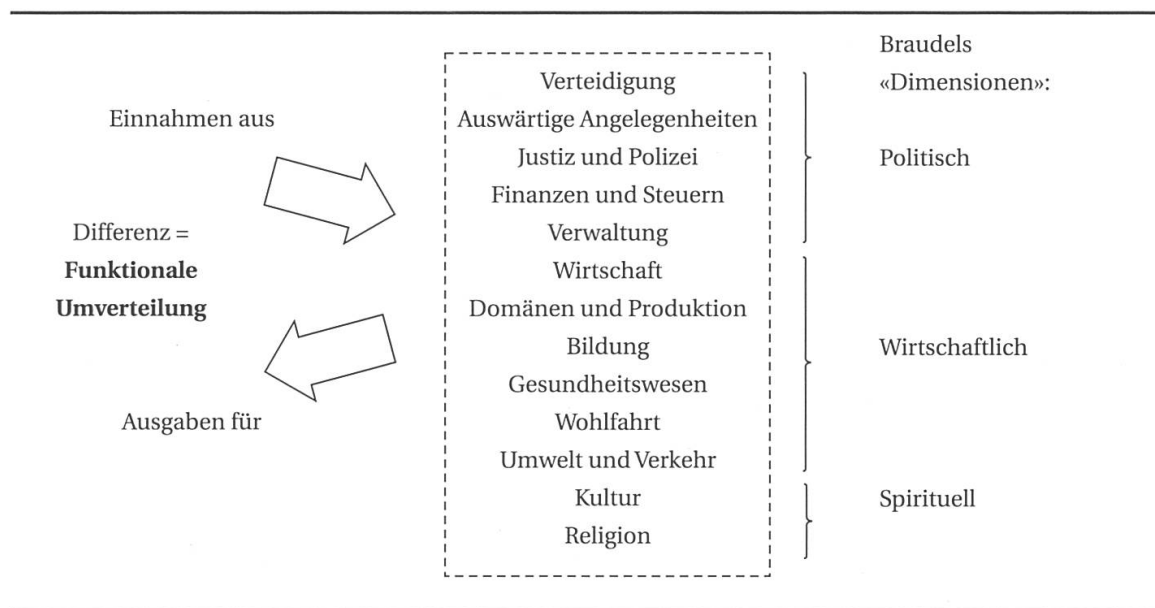 Einnahmen aus
Differenz =
Funktionale
Umverteilung
Ausgaben für
Verteidigung
Auswärtige Angelegenheiten
Justiz und Polizei
Finanzen und Steuern
Verwaltung
Wirtschaft
Domänen und Produktion
Bildung
Gesundheitswesen
Wohlfahrt
Umwelt und Verkehr
Kultur
Religion
Braudels
«Dimensionen»:
Politisch
Wirtschaftlich
Spirituell